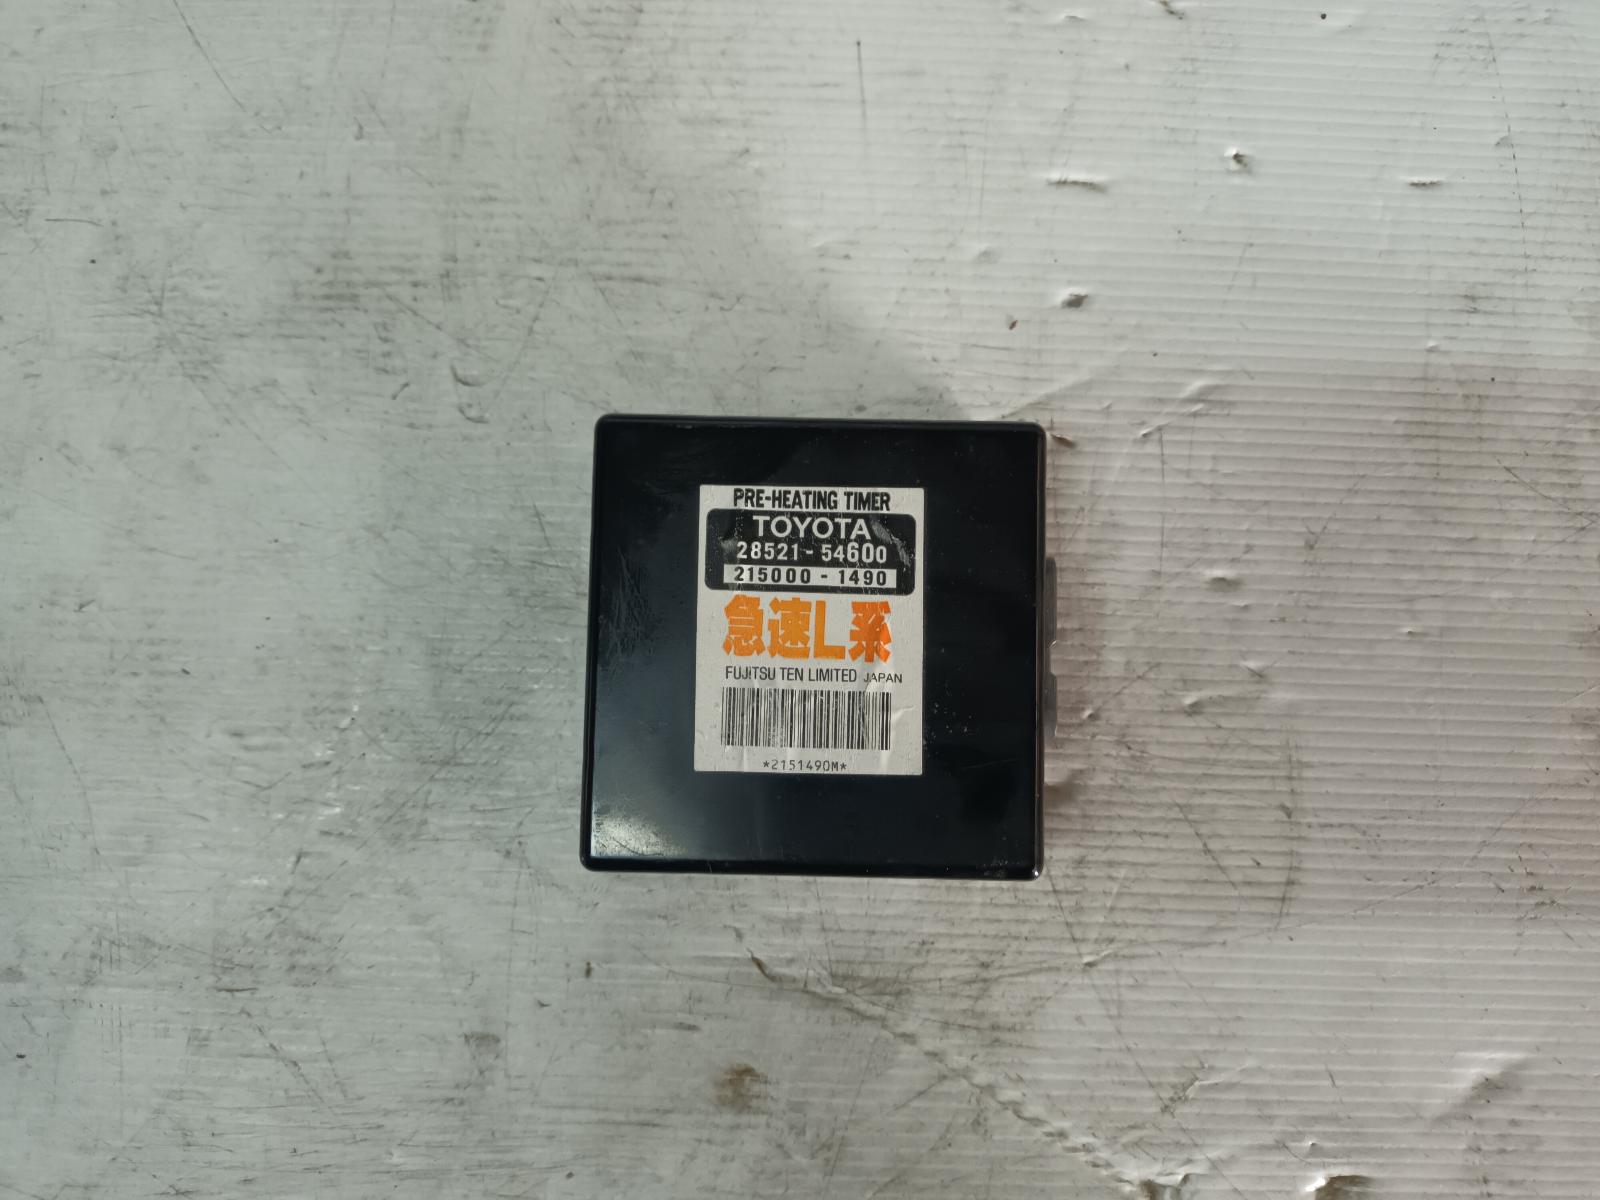 PRE-HEATING TIMER
TOYOTA
28521-54600
215000-1490
急速L系
FUJITSU TEN LIMITED JAPAN
*2151490M*